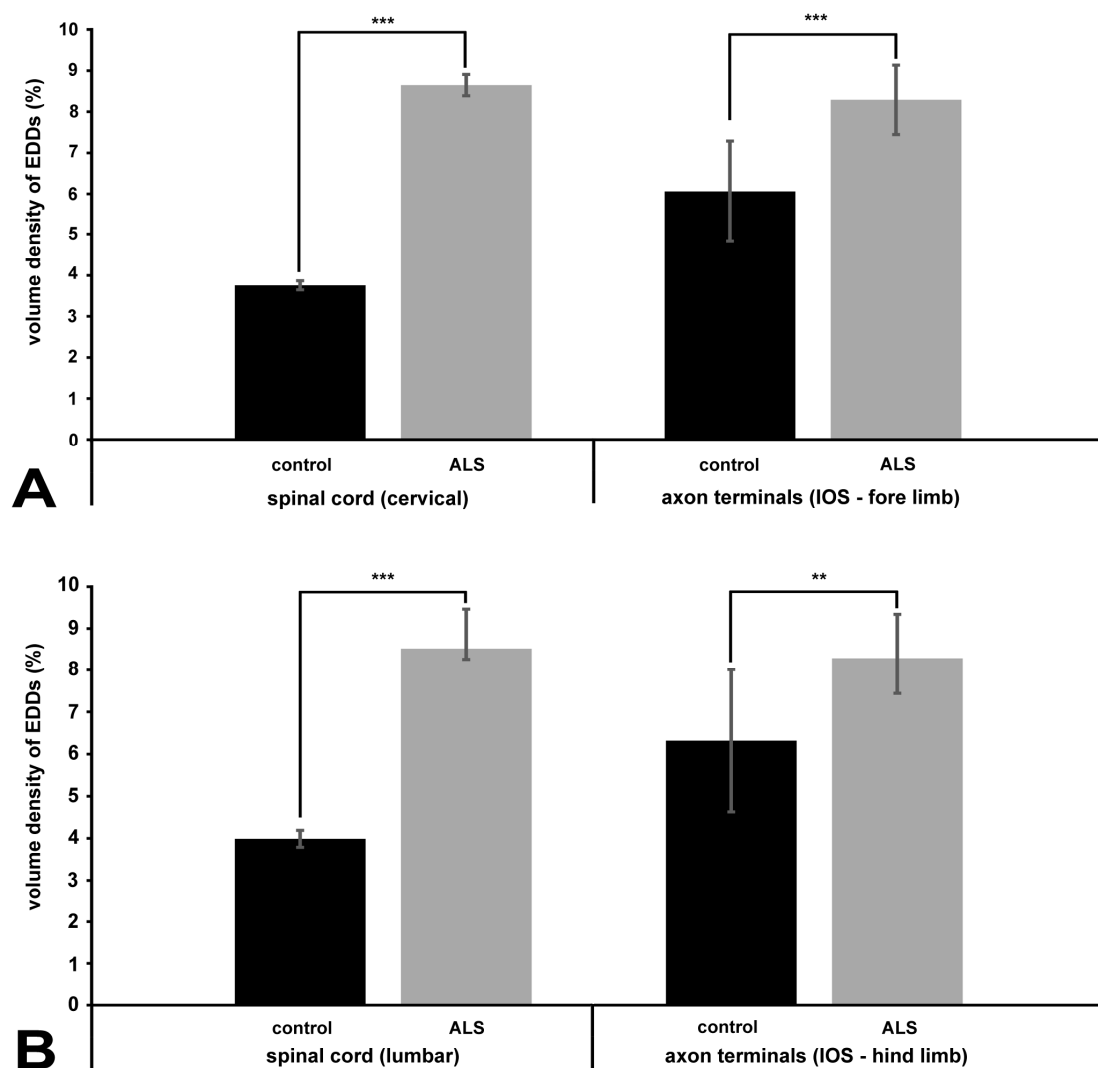 ***
***
volume density of EDDs (%)
10
9
8
7
6
5
4
3
2
1
0
control
ALS
control
ALS
A
spinal cord (cervical)
axon terminals (IOS - fore limb)
***
**
volume density of EDDs (%)
10
9
8
7
6
5
4
3
2
1
0
control
ALS
control
ALS
B
spinal cord (lumbar)
axon terminals (IOS - hind limb)